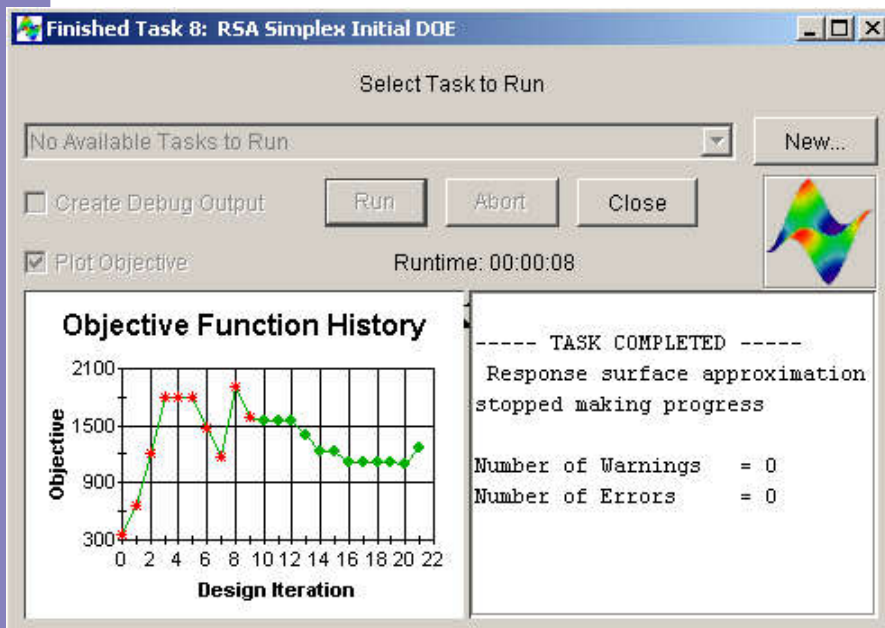 Finished Task 8: RSA Simplex Initial DOE
Select Task to Run
No Available Tasks to Run
New...
Create Debug Output
Run
Abort
Close
Plot Objective
Runtime: 00:00:08
Objective Function History
2100
1500
900
300
Objective
0 2 4 6 8 10 12 14 16 18 20 22
Design Iteration
----- TASK COMPLETED -----
Response surface approximation
stopped making progress
Number of Warnings = 0
Number of Errors = 0